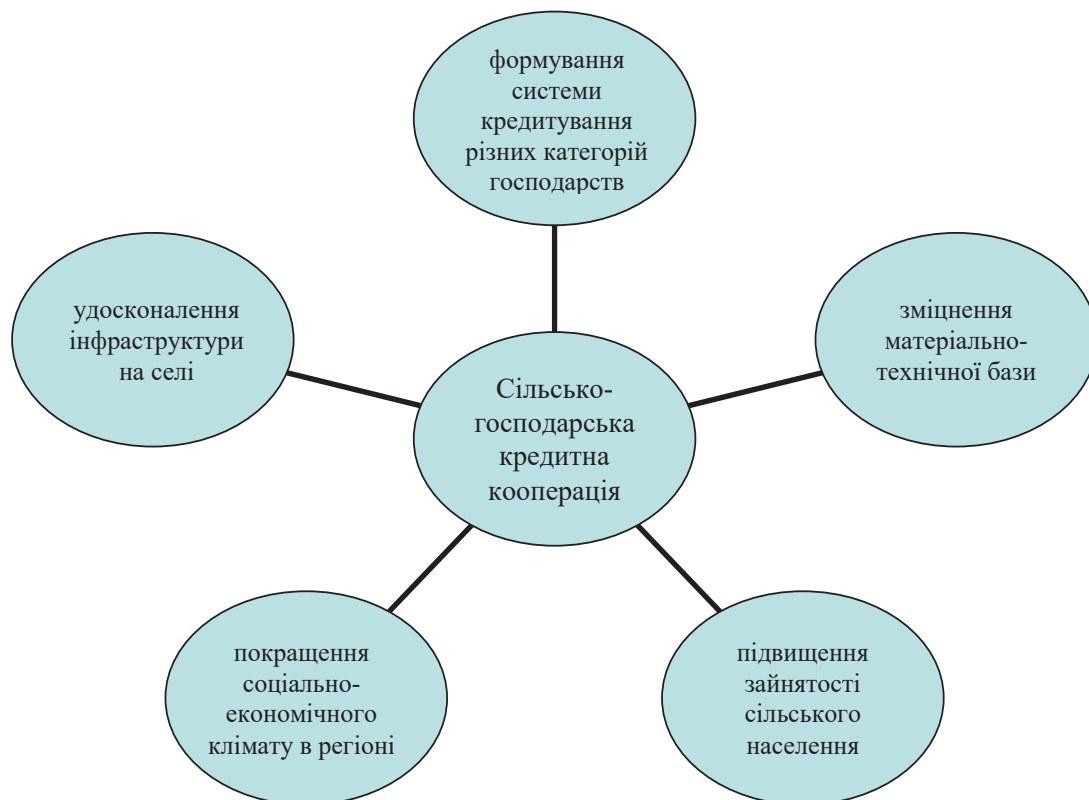 формування
системи
кредитування
різних категорій
господарств
удосконалення
інфраструктури
на селі
зміцнення
матеріально-
технічної бази
Сільсько-
господарська
кредитна
кооперація
покращення
соціально-
економічного
клімату в регіоні
підвищення
зайнятості
сільського
населення